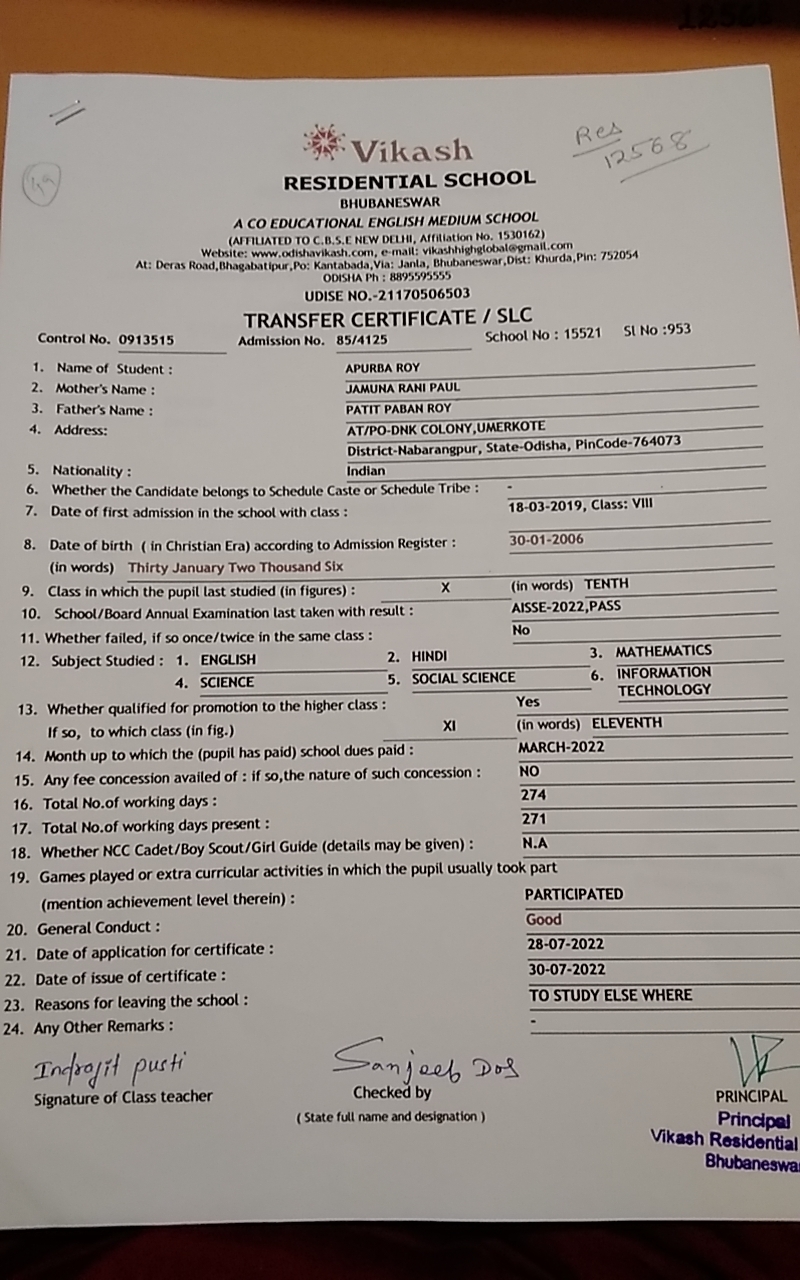 Res
12568
Vikash
RESIDENTIAL SCHOOL
BHUBANESWAR
A CO EDUCATIONAL ENGLISH MEDIUM SCHOOL
(AFFILIATED TO C.B.S.E NEW DELHI, Affiliation No. 1530162)
Website: www.odishavikash.com, e-mail: vikashhighglobal@gmail.com
At: Deras Road,Bhagabatipur,Po: Kantabada,Via: Janla, Bhubaneswar,Dist: Khurda,Pin: 752054
ODISHA Ph : 8895595555
UDISE NO.-21170506503
TRANSFER CERTIFICATE / SLC
Control No. 0913515 Admission No. 85/4125 School No : 15521 Sl No :953
1. Name of Student : APURBA ROY
2. Mother's Name : JAMUNA RANI PAUL
3. Father's Name : PATIT PABAN ROY
4. Address: AT/PO-DNK COLONY,UMERKOTE
District-Nabarangpur, State-Odisha, PinCode-764073
5. Nationality : Indian
6. Whether the Candidate belongs to Schedule Caste or Schedule Tribe : -
7. Date of first admission in the school with class : 18-03-2019, Class: VIII
8. Date of birth ( in Christian Era) according to Admission Register : 30-01-2006
(in words) Thirty January Two Thousand Six
9. Class in which the pupil last studied (in figures) : X (in words) TENTH
10. School/Board Annual Examination last taken with result : AISSE-2022,PASS
11. Whether failed, if so once/twice in the same class : No
12. Subject Studied : 1. ENGLISH 2. HINDI 3. MATHEMATICS
4. SCIENCE 5. SOCIAL SCIENCE 6. INFORMATION
TECHNOLOGY
13. Whether qualified for promotion to the higher class : Yes
If so, to which class (in fig.) XI (in words) ELEVENTH
14. Month up to which the (pupil has paid) school dues paid : MARCH-2022
15. Any fee concession availed of : if so,the nature of such concession : NO
16. Total No.of working days : 274
17. Total No.of working days present : 271
18. Whether NCC Cadet/Boy Scout/Girl Guide (details may be given) : N.A
19. Games played or extra curricular activities in which the pupil usually took part
(mention achievement level therein) : PARTICIPATED
20. General Conduct : Good
21. Date of application for certificate : 28-07-2022
22. Date of issue of certificate : 30-07-2022
23. Reasons for leaving the school : TO STUDY ELSE WHERE
24. Any Other Remarks : -
Indrajit pusti Sanjeeb Das
Signature of Class teacher Checked by PRINCIPAL
( State full name and designation )
Principal
Vikash Residential
Bhubaneswa